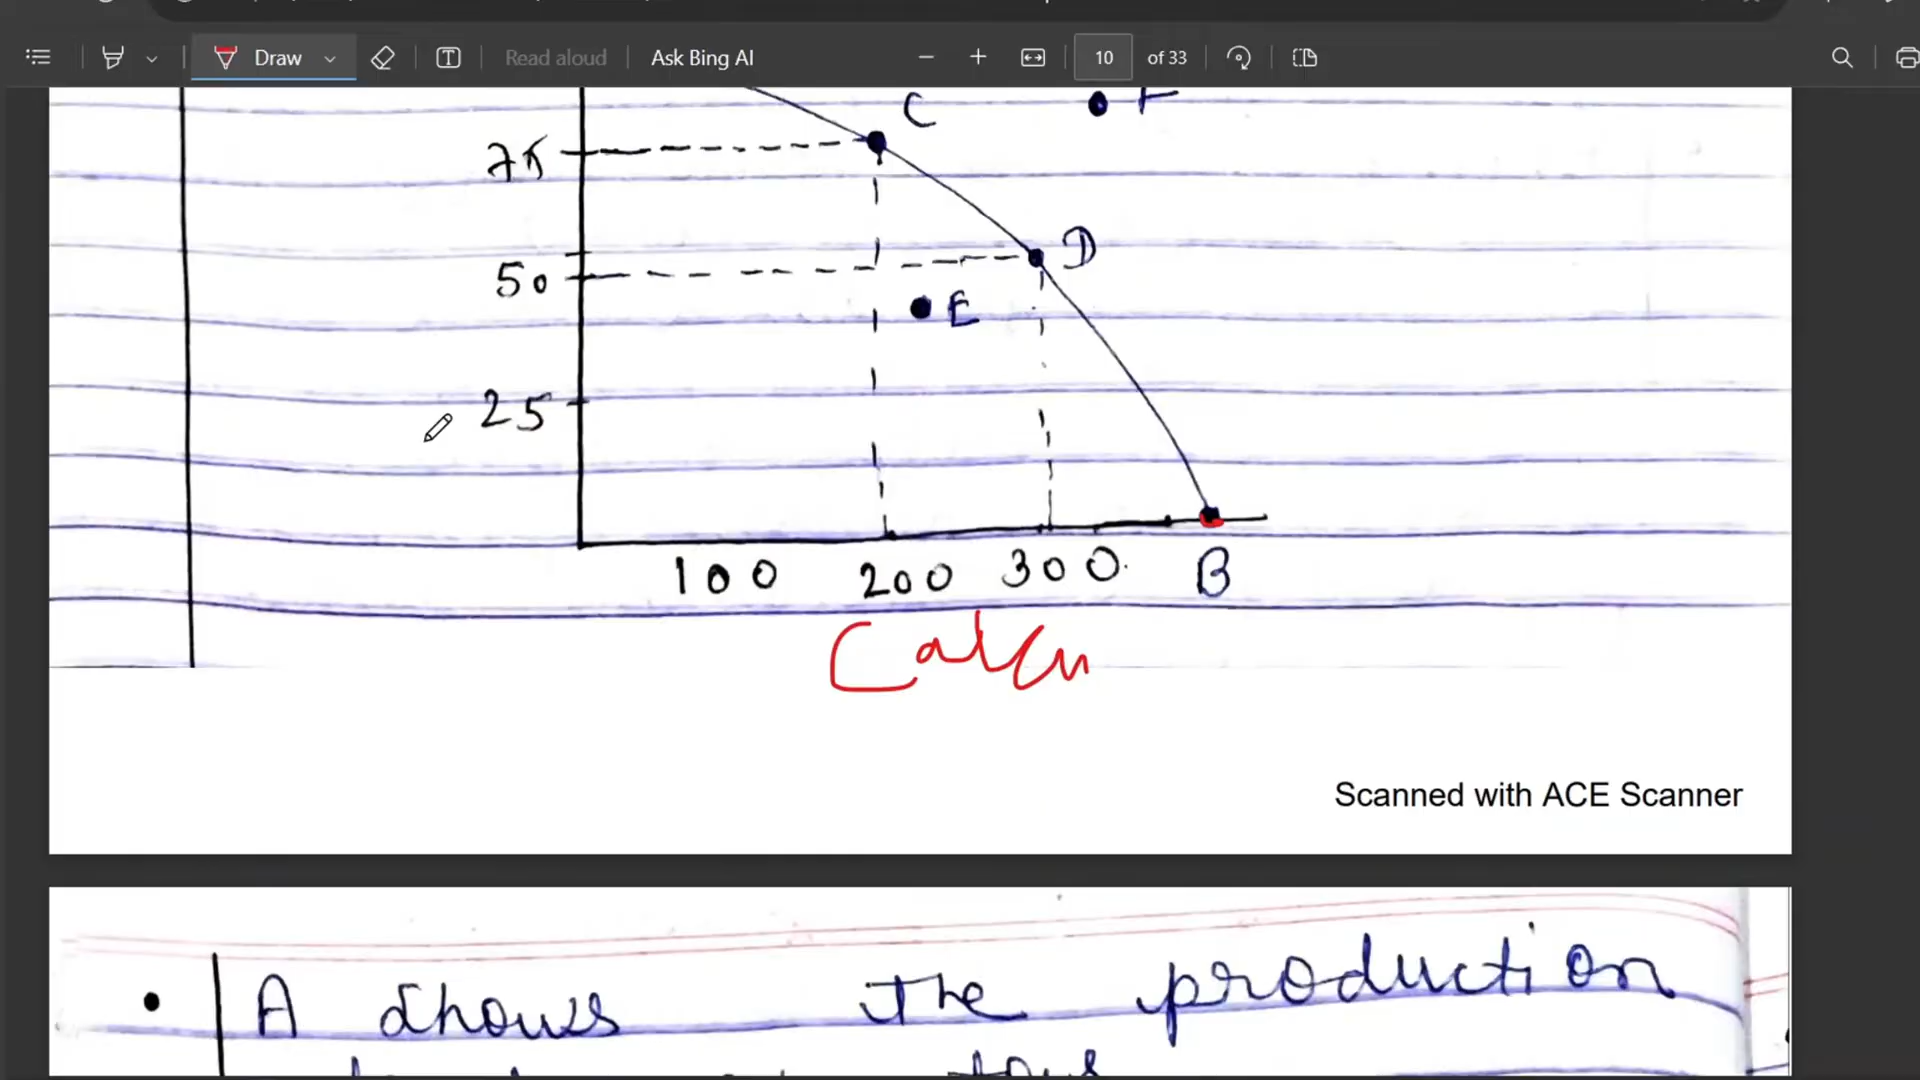 Draw
Read aloud
Ask Bing AI
10 of 33
C
75
D
50
E
25
100 200 300 B
Calcu
Scanned with ACE Scanner
A shows the production